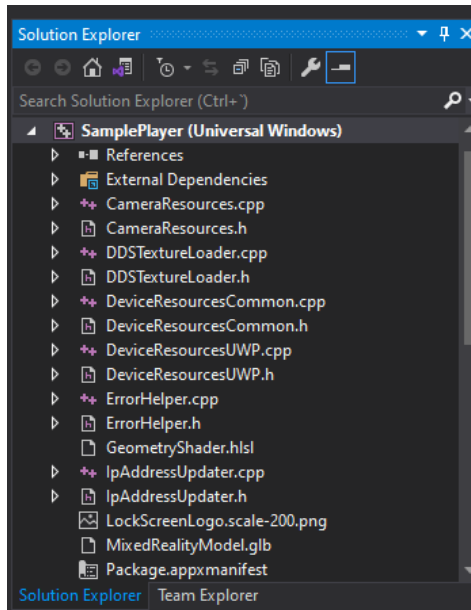 Solution Explorer
Search Solution Explorer (Ctrl+`)
SamplePlayer (Universal Windows)
References
External Dependencies
CameraResources.cpp
CameraResources.h
DDSTextureLoader.cpp
DDSTextureLoader.h
DeviceResourcesCommon.cpp
DeviceResourcesCommon.h
DeviceResourcesUWP.cpp
DeviceResourcesUWP.h
ErrorHelper.cpp
ErrorHelper.h
GeometryShader.hlsl
IpAddressUpdater.cpp
IpAddressUpdater.h
LockScreenLogo.scale-200.png
MixedRealityModel.glb
Package.appxmanifest
Solution Explorer Team Explorer